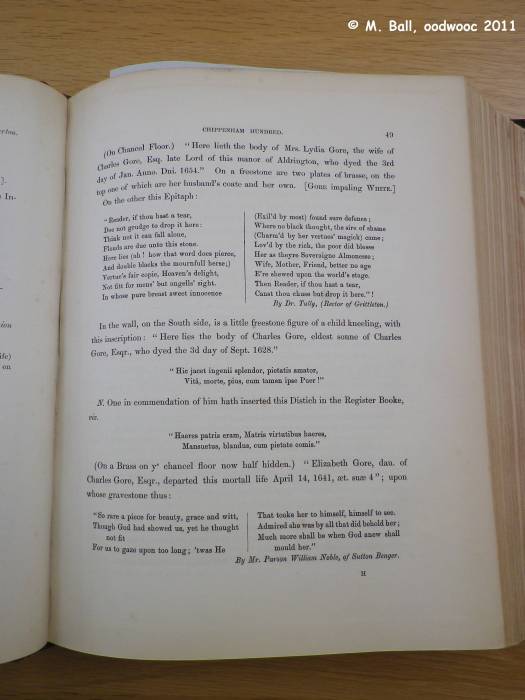 © M. Ball, oodwooc 2011
CHIPPENHAM HUNDRED.
49
(On Chancel Floor.) "Here lieth the body of Mrs. Lydia Gore, the wife of
Charles Gore, Esq. late Lord of this manor of Aldrington, who dyed the 3rd
day of Jan. Anno. Dni. 1654." On a freestone are two plates of brasse, on the
top one of which are her husband's coate and her own. [GORE impaling WHITE.]
On the other this Epitaph:
"Reader, if thou hast a tear,
Doe not grudge to drop it here:
Think not it can fall alone,
Floods are due unto this stone.
Here lies (ah! how that word does pierce,
And double blacks the mournfull herse;)
Vertue's fair copie, Heaven's delight,
Not fitt for mens' but angells' sight.
In whose pure breast sweet innocence
(Exil'd by most) found sure defence;
Where no black thought, the sire of shame
(Charm'd by her vertues' magick) came;
Lov'd by the rich, the poor did blesse
Her as theyre Soveraigne Almonesse;
Wife, Mother, Friend, better no age
E're shewed upon the world's stage.
Then Reader, if thou hast a tear,
Canst thou chuse but drop it here."!
By Dr. Tully, (Rector of Grittleton.)
In the wall, on the South side, is a little freestone figure of a child kneeling, with
this inscription: "Here lies the body of Charles Gore, eldest sonne of Charles
Gore, Esqr., who dyed the 3d day of Sept. 1628."
"Hic jacet ingenii splendor, pietatis amator,
Vitâ, morte, pius, cum tamen ipse Puer!"
N. One in commendation of him hath inserted this Distich in the Register Booke,
viz.
"Haeres patris eram, Matris virtutibus haeres,
Mansuetus, blandus, cum pietate comis."
(On a Brass on yᵉ chancel floor now half hidden.) "Elizabeth Gore, dau. of
Charles Gore, Esqr., departed this mortall life April 14, 1641, æt. suæ 4"; upon
whose gravestone thus:
"So rare a piece for beauty, grace and witt,
Though God had showed us, yet he thought
not fit
For us to gaze upon too long; 'twas He
That tooke her to himself, himself to see.
Admired she was by all that did behold her;
Much more shall be when God anew shall
mould her."
By Mr. Parson William Noble, of Sutton Benger.
H